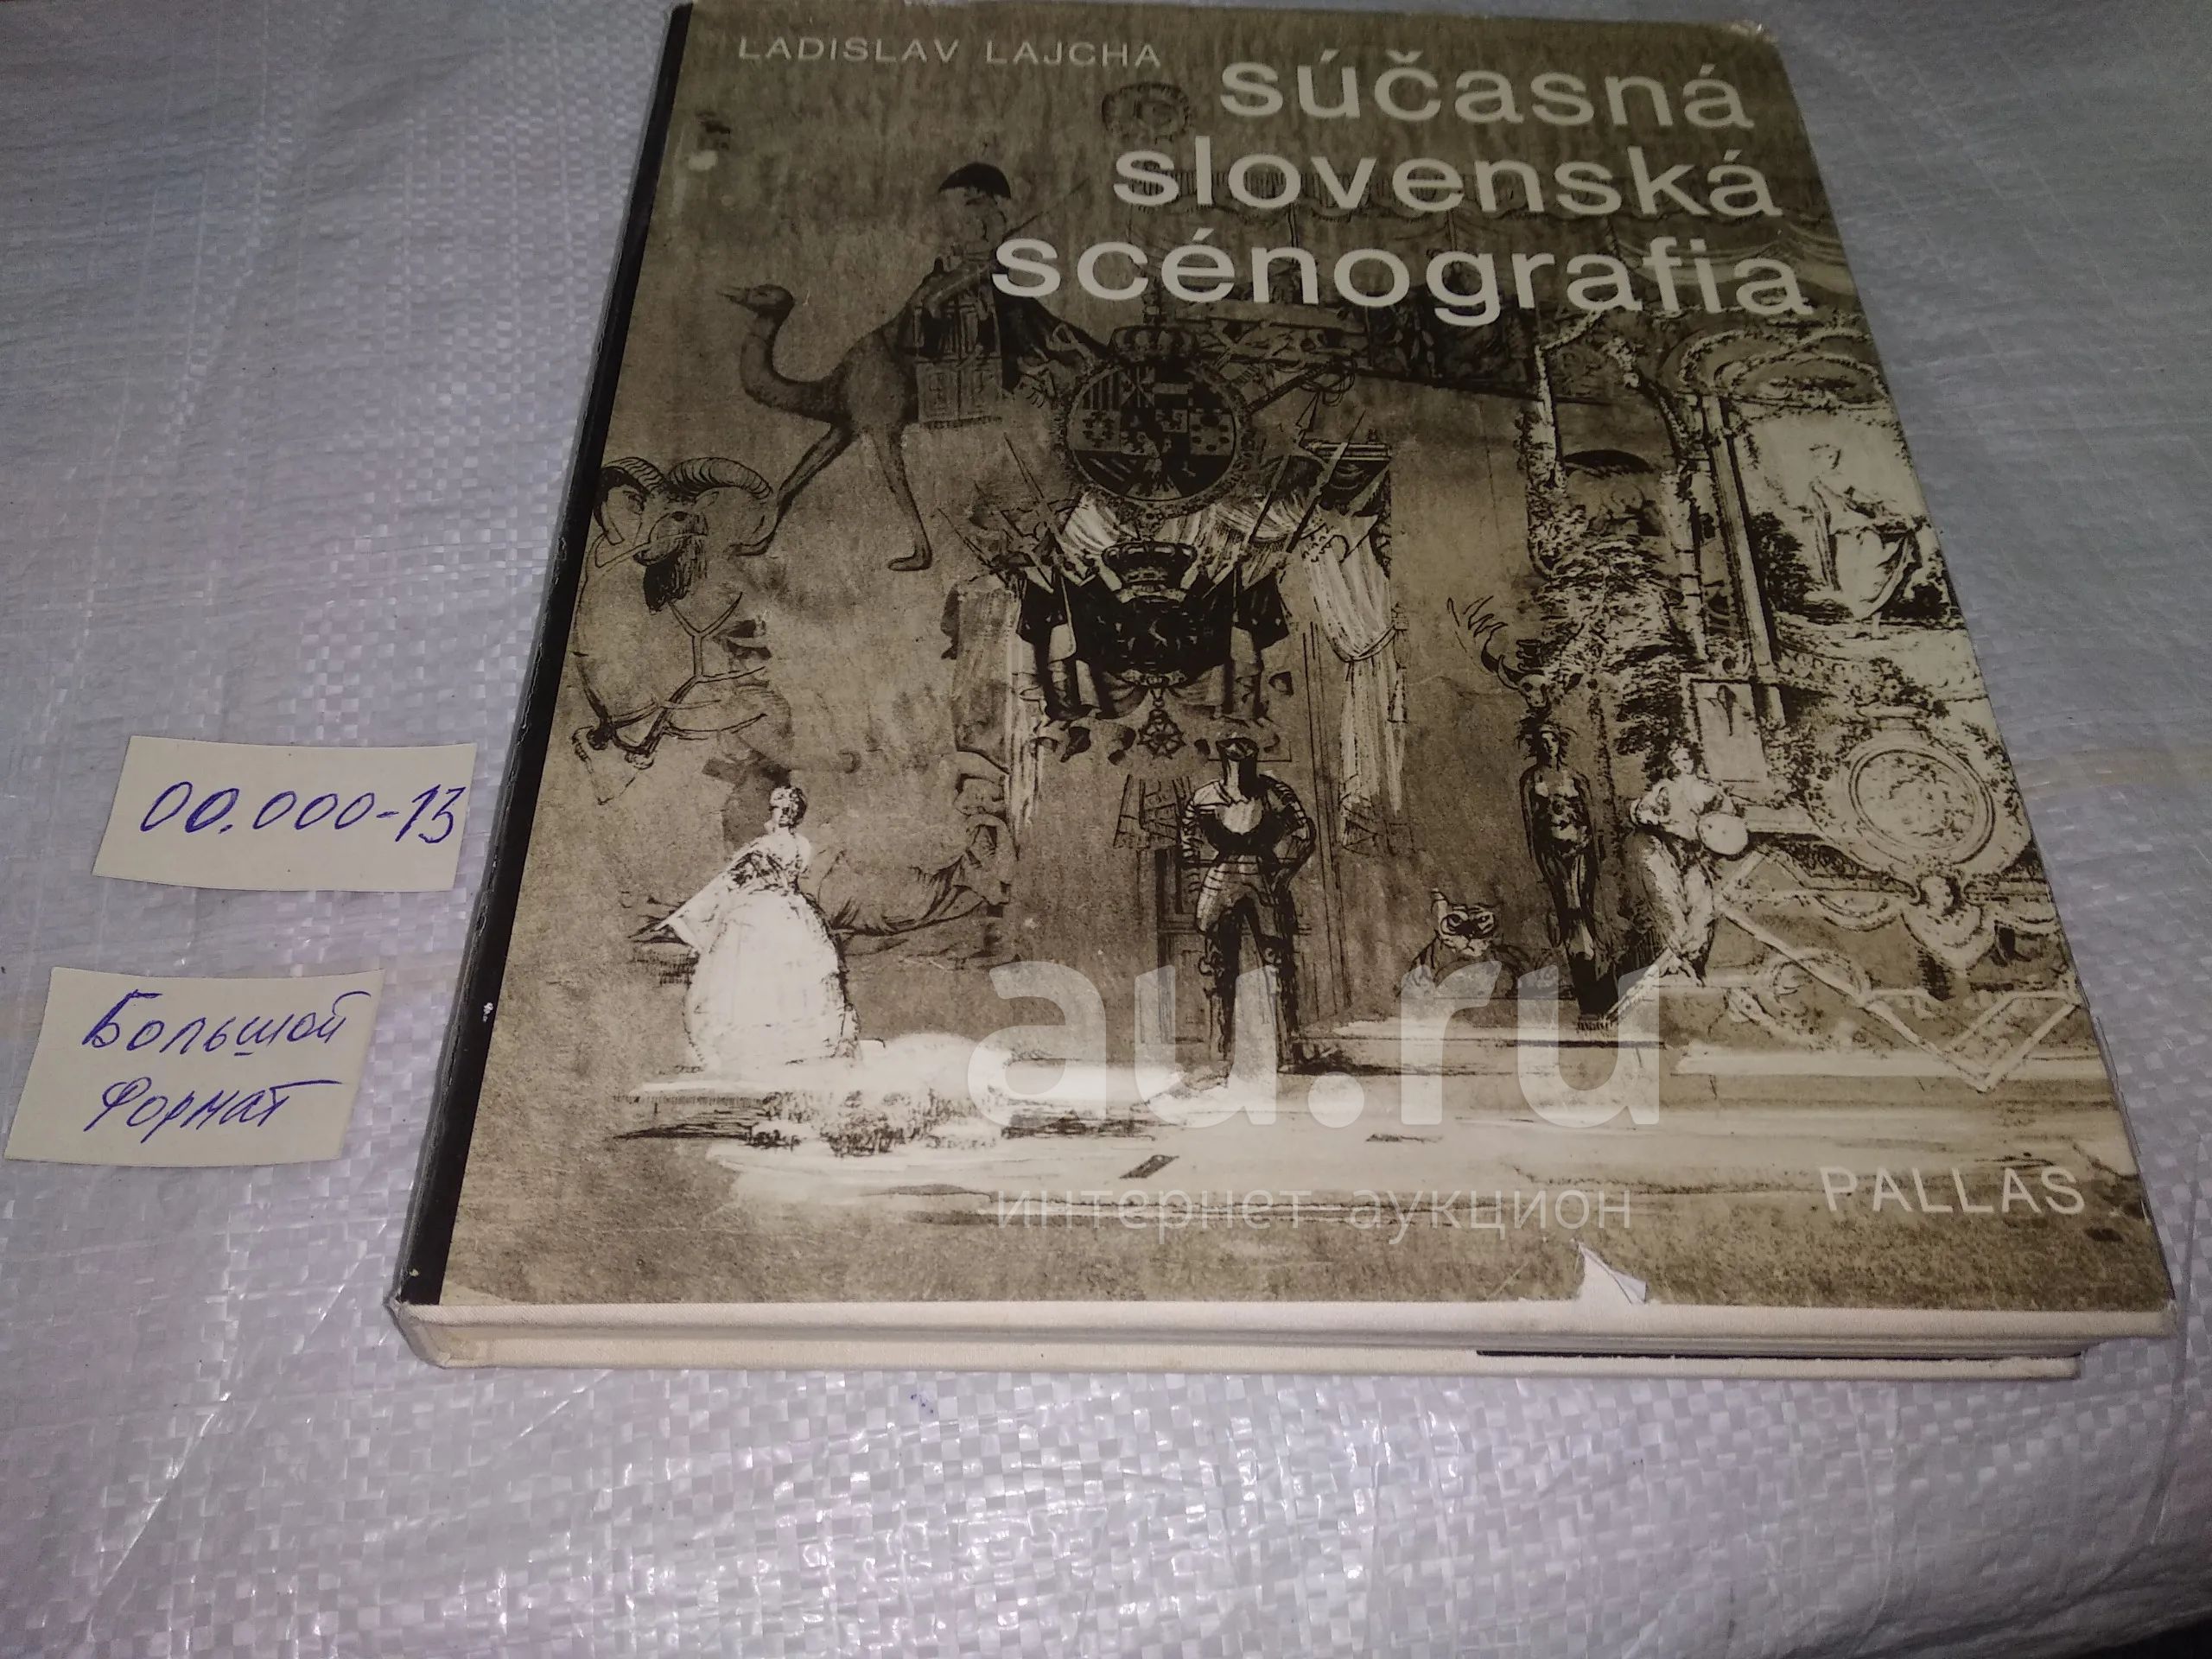 LADISLAV LAJCHA
súčasná
slovenská
scénografia
00.000-13
Большой
Формат
au.ru
интернет аукцион
PALLAS